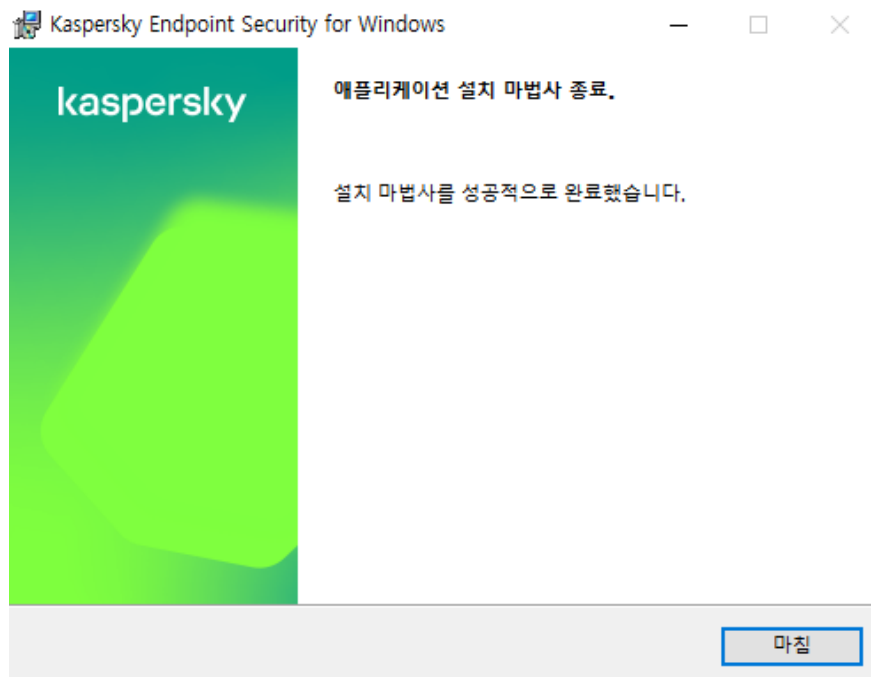 Kaspersky Endpoint Security for Windows
kaspersky
애플리케이션 설치 마법사 종료.
설치 마법사를 성공적으로 완료했습니다.
마침